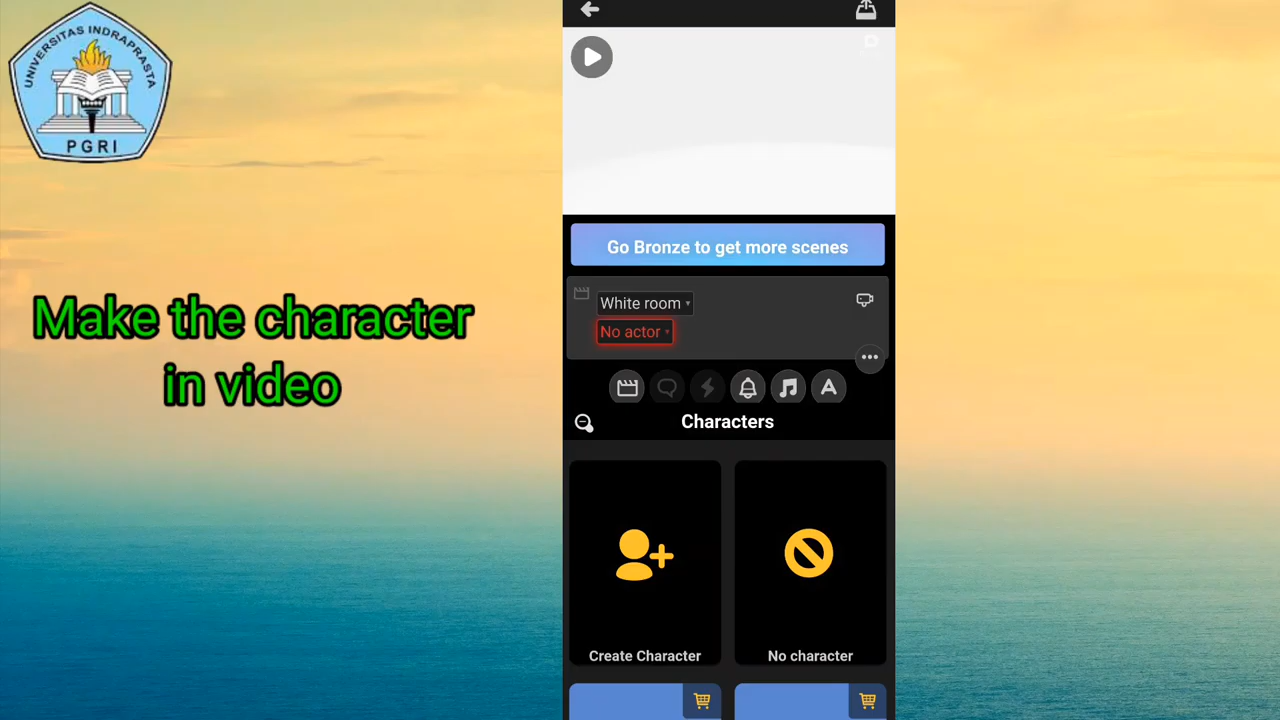 UNIVERSITAS INDRAPRASTA
PGRI
Make the character
in video
Go Bronze to get more scenes
White room
No actor
Characters
Create Character
No character